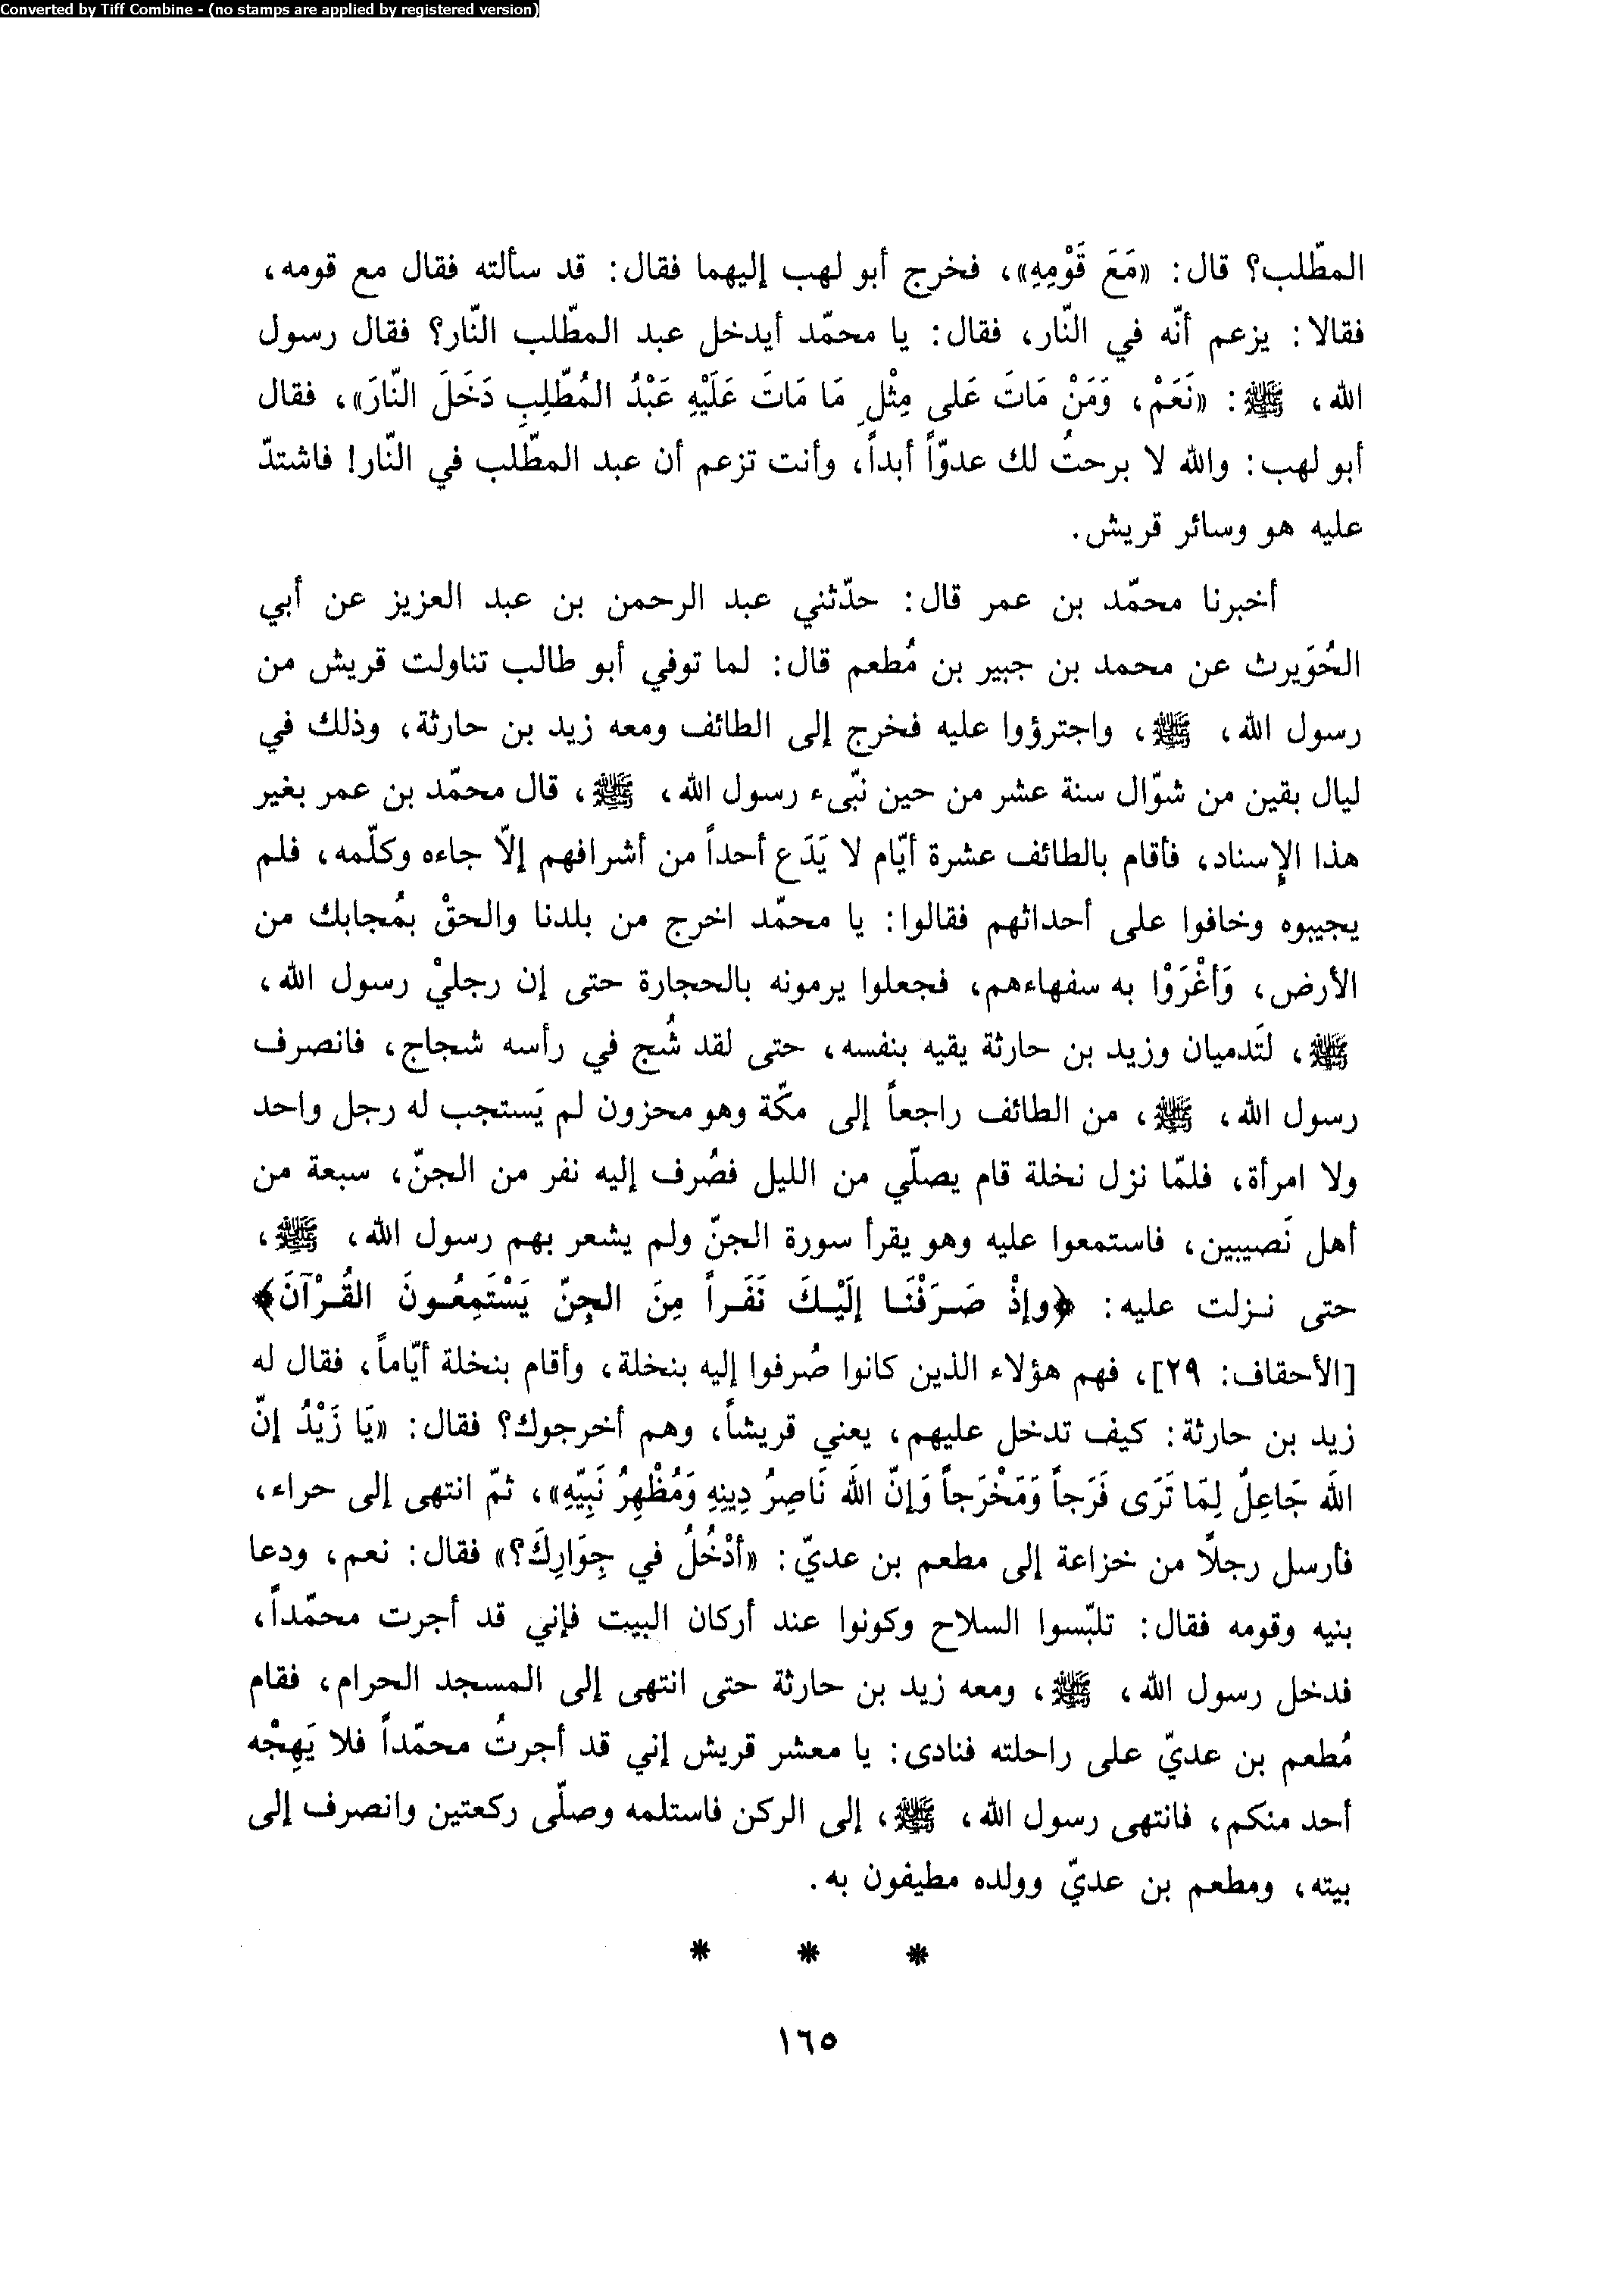 Converted by Tiff Combine - (no stamps are applied by registered version)
المطّلب؟ قال: «مَعَ قَوْمِهِ»، فخرج أبو لهب إليهما فقال: قد سألته فقال مع قومه،
فقالا: يزعم أنّه في النّار، فقال: يا محمّد أيدخل عبد المطّلب النّار؟ فقال رسول
الله، ﷺ: «نَعَمْ، وَمَنْ مَاتَ عَلى مِثْلِ مَا مَاتَ عَلَيْهِ عَبْدُ المُطّلِبِ دَخَلَ النّارَ»، فقال
أبو لهب: والله لا برحتُ لك عدوّاً أبداً، وأنت تزعم أن عبد المطّلب في النّار! فاشتدّ
عليه هو وسائر قريش.
أخبرنا محمّد بن عمر قال: حدّثني عبد الرحمن بن عبد العزيز عن أبي
الحُوَيرث عن محمد بن جبير بن مُطعم قال: لما توفي أبو طالب تناولت قريش من
رسول الله، ﷺ، واجترؤوا عليه فخرج إلى الطائف ومعه زيد بن حارثة، وذلك في
ليال بقين من شوّال سنة عشر من حين نبّىء رسول الله، ﷺ، قال محمّد بن عمر بغير
هذا الإسناد، فأقام بالطائف عشرة أيّام لا يَدَع أحداً من أشرافهم إلاّ جاءه وكلّمه، فلم
يجيبوه وخافوا على أحداثهم فقالوا: يا محمّد اخرج من بلدنا والحقْ بمُجابك من
الأرض، وَأغْرَوْا به سفهاءهم، فجعلوا يرمونه بالحجارة حتى إن رجليْ رسول الله،
ﷺ، لتَدميان وزيد بن حارثة يقيه بنفسه، حتى لقد شُج في رأسه شجاج، فانصرف
رسول الله، ﷺ، من الطائف راجعاً إلى مكّة وهو محزون لم يَستجب له رجل واحد
ولا امرأة، فلمّا نزل نخلة قام يصلّي من الليل فصُرف إليه نفر من الجنّ، سبعة من
أهل نَصيبين، فاستمعوا عليه وهو يقرأ سورة الجنّ ولم يشعر بهم رسول الله، ﷺ،
حتى نزلت عليه: ﴿وإذْ صَرَفْنَا إلَيْكَ نَفَراً مِنَ الجِنّ يَسْتَمِعُونَ القُرْآنَ﴾
[الأحقاف: ٢٩]، فهم هؤلاء الذين كانوا صُرفوا إليه بنخلة، وأقام بنخلة أيّاماً، فقال له
زيد بن حارثة: كيف تدخل عليهم، يعني قريشاً، وهم أخرجوك؟ فقال: «يَا زَيْدُ إنّ
الله جَاعِلٌ لِمَا تَرَى فَرَجاً وَمَخْرَجاً وَإنّ الله نَاصِرُ دِينِهِ وَمُظْهِرُ نَبِيّهِ»، ثمّ انتهى إلى حراء،
فأرسل رجلاً من خزاعة إلى مطعم بن عديّ: «أدْخُلُ في جِوَارِكَ؟» فقال: نعم، ودعا
بنيه وقومه فقال: تلبّسوا السلاح وكونوا عند أركان البيت فإني قد أجرت محمّداً،
فدخل رسول الله، ﷺ، ومعه زيد بن حارثة حتى انتهى إلى المسجد الحرام، فقام
مُطعم بن عديّ على راحلته فنادى: يا معشر قريش إني قد أجرتُ محمّداً فلا يَهِجْه
أحد منكم، فانتهى رسول الله، ﷺ، إلى الركن فاستلمه وصلّى ركعتين وانصرف إلى
بيته، ومطعم بن عديّ وولده مطيفون به.
* * *
١٦٥